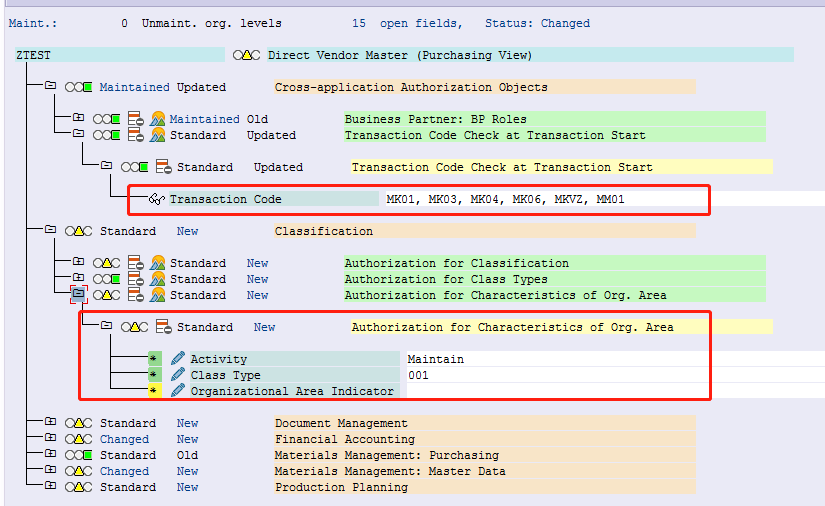 Maint.: 0 Unmaint. org. levels 15 open fields, Status: Changed
ZTEST Direct Vendor Master (Purchasing View)
Maintained Updated Cross-application Authorization Objects
Maintained Old Business Partner: BP Roles
Standard Updated Transaction Code Check at Transaction Start
Standard Updated Transaction Code Check at Transaction Start
Transaction Code MK01, MK03, MK04, MK06, MKVZ, MM01
Standard New Classification
Standard New Authorization for Classification
Standard New Authorization for Class Types
Standard New Authorization for Characteristics of Org. Area
Standard New Authorization for Characteristics of Org. Area
* Activity Maintain
* Class Type 001
* Organizational Area Indicator
Standard New Document Management
Changed New Financial Accounting
Standard Old Materials Management: Purchasing
Changed New Materials Management: Master Data
Standard New Production Planning